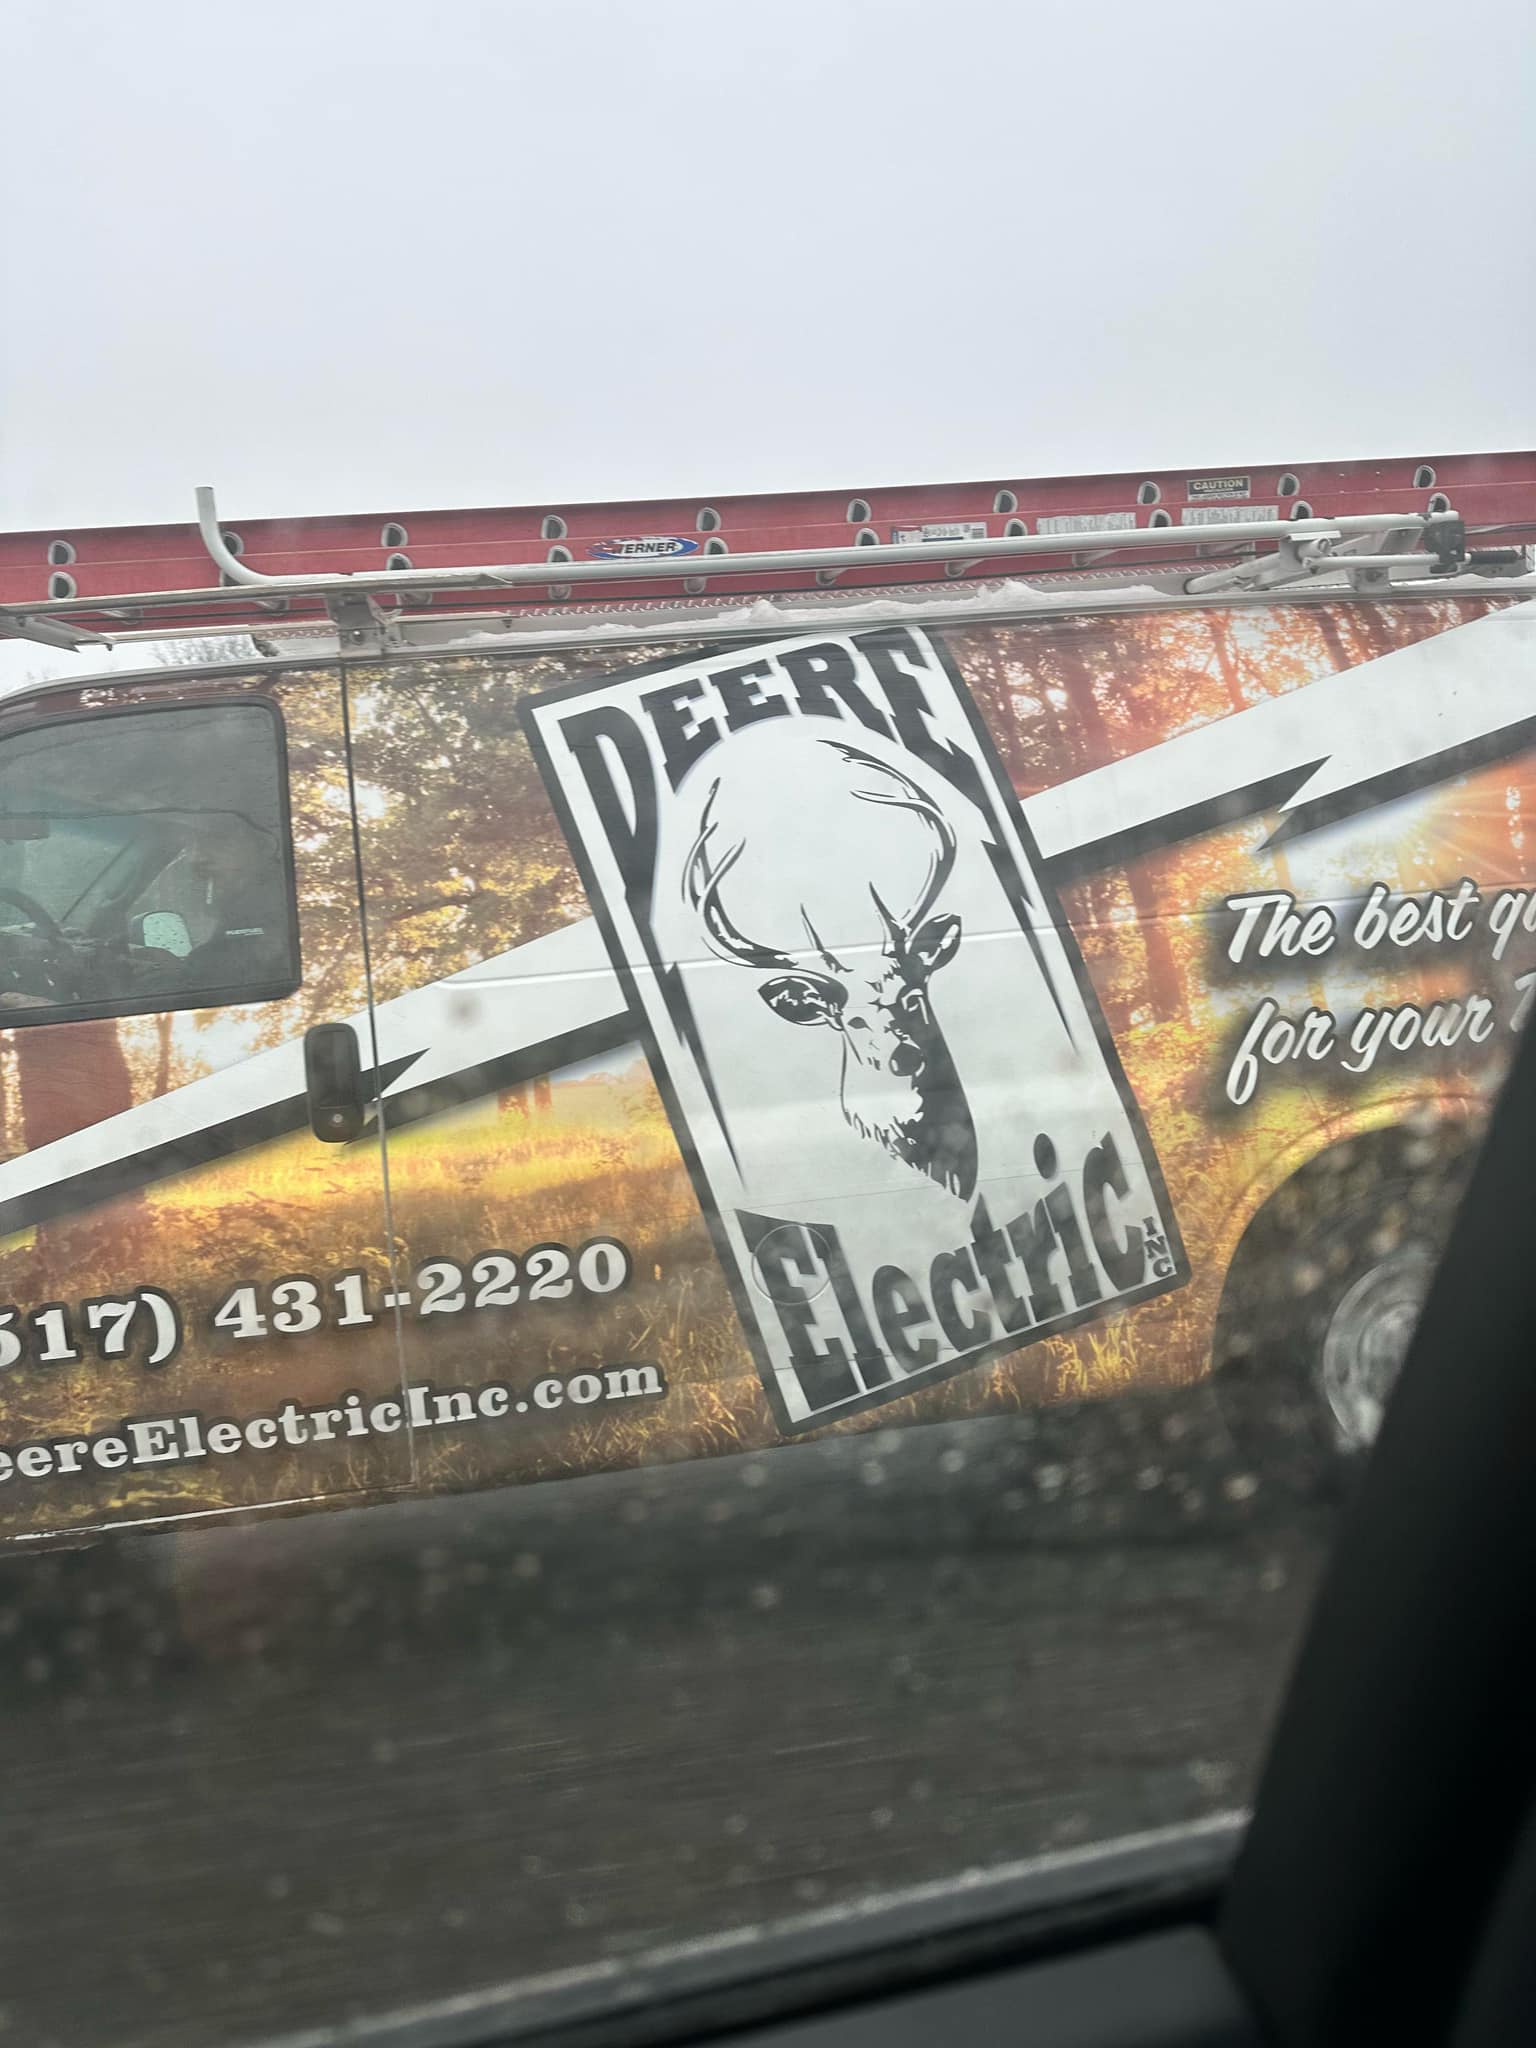 CAUTION
WERNER
DEERE
Electric
INC
The best
for your
517) 431-2220
eereElectricInc.com